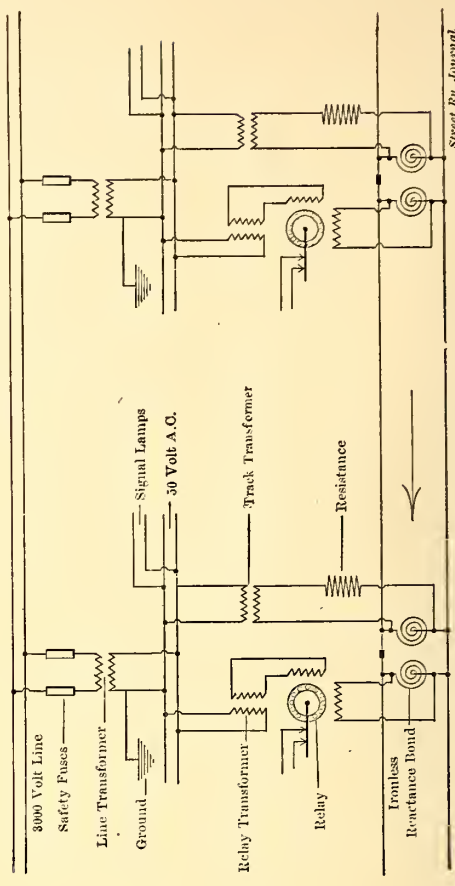 3000 Volt Line
Safety Fuses
Line Transformer
Ground
Signal Lamps
50 Volt A.C.
Relay Transformer
Track Transformer
Relay
Resistance
Ironless
Reactance Bond
Street Ry. Journal